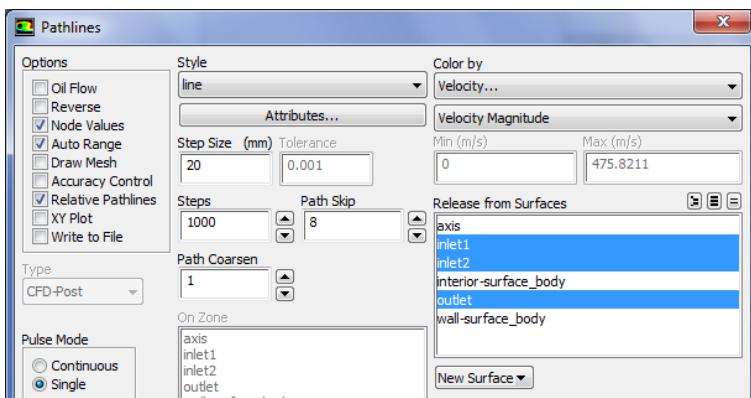 Pathlines
Options
Oil Flow
Reverse
Node Values
Auto Range
Draw Mesh
Accuracy Control
Relative Pathlines
XY Plot
Write to File
Type
CFD-Post
Pulse Mode
Continuous
Single
Style
line
Attributes...
Step Size (mm) Tolerance
20 0.001
Steps Path Skip
1000 8
Path Coarsen
1
On Zone
axis
inlet1
inlet2
outlet
Color by
Velocity...
Velocity Magnitude
Min (m/s) Max (m/s)
0 475.8211
Release from Surfaces
axis
inlet1
inlet2
interior-surface_body
outlet
wall-surface_body
New Surface